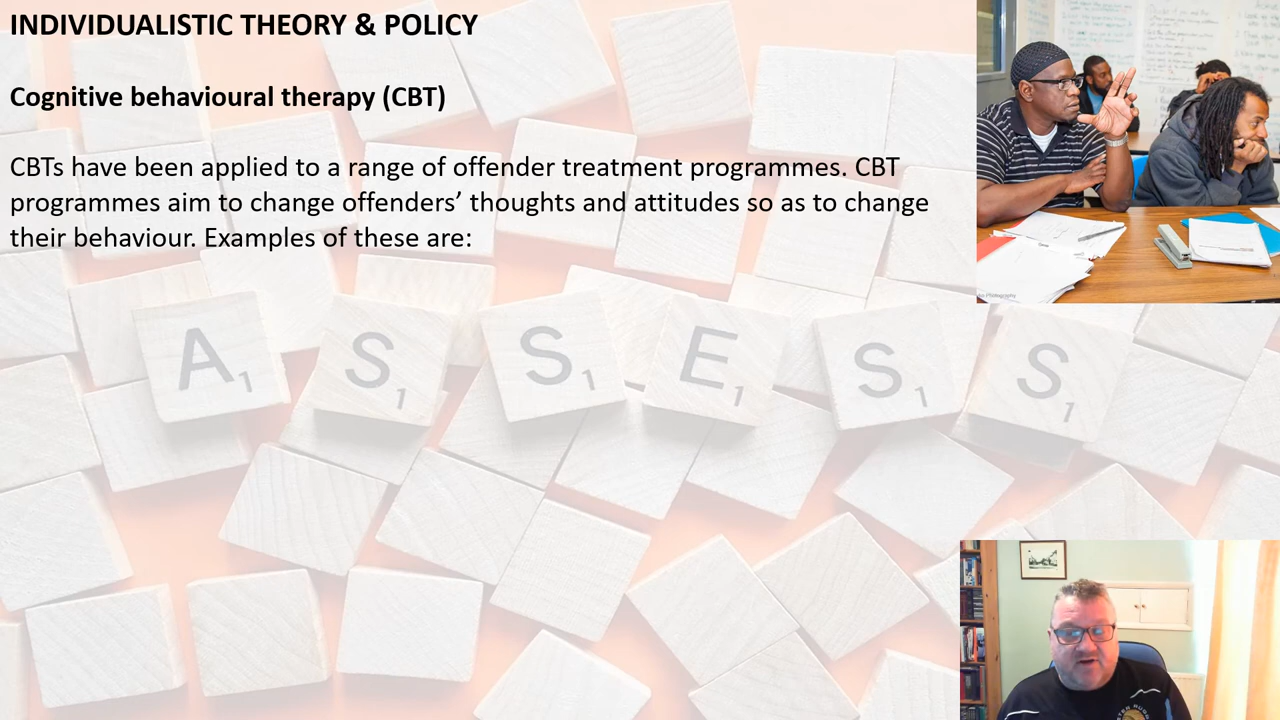 INDIVIDUALISTIC THEORY & POLICY
Cognitive behavioural therapy (CBT)
CBTs have been applied to a range of offender treatment programmes. CBT
programmes aim to change offenders’ thoughts and attitudes so as to change
their behaviour. Examples of these are:
A1 S1 S1 E1 S1 S1